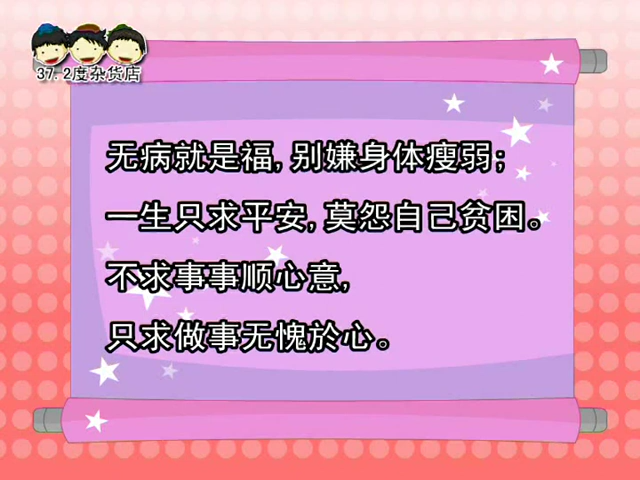 37.2度杂货店
无病就是福,别嫌身体瘦弱;
一生只求平安,莫怨自己贫困。
不求事事顺心意,
只求做事无愧於心。